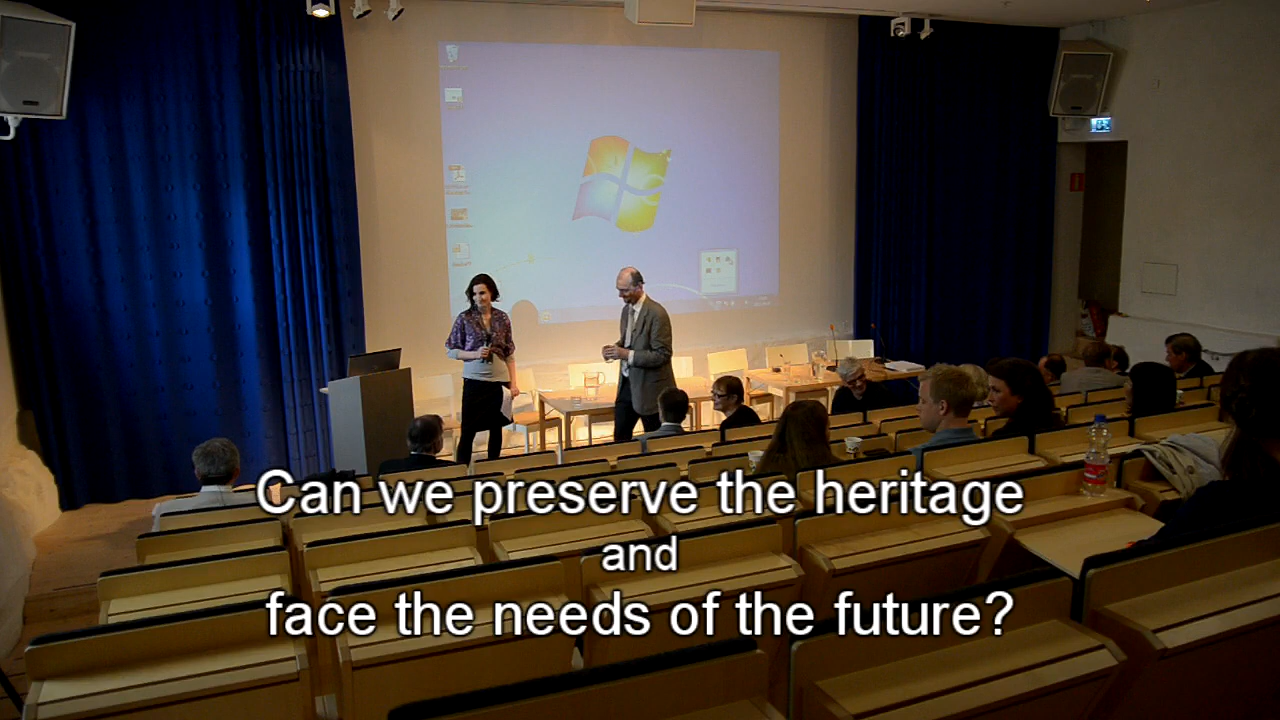 Can we preserve the heritage
and
face the needs of the future?